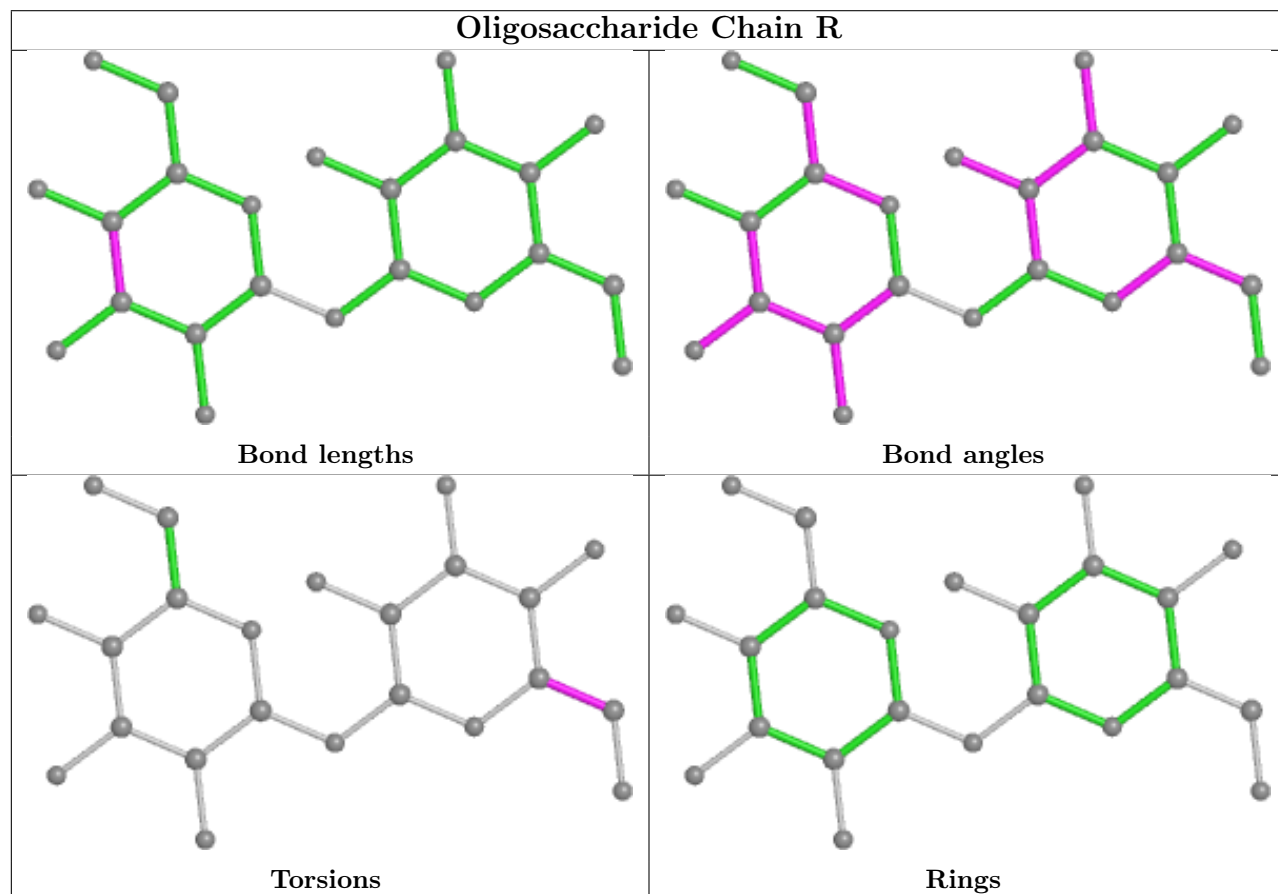 Oligosaccharide Chain R
Bond lengths
Bond angles
Torsions
Rings